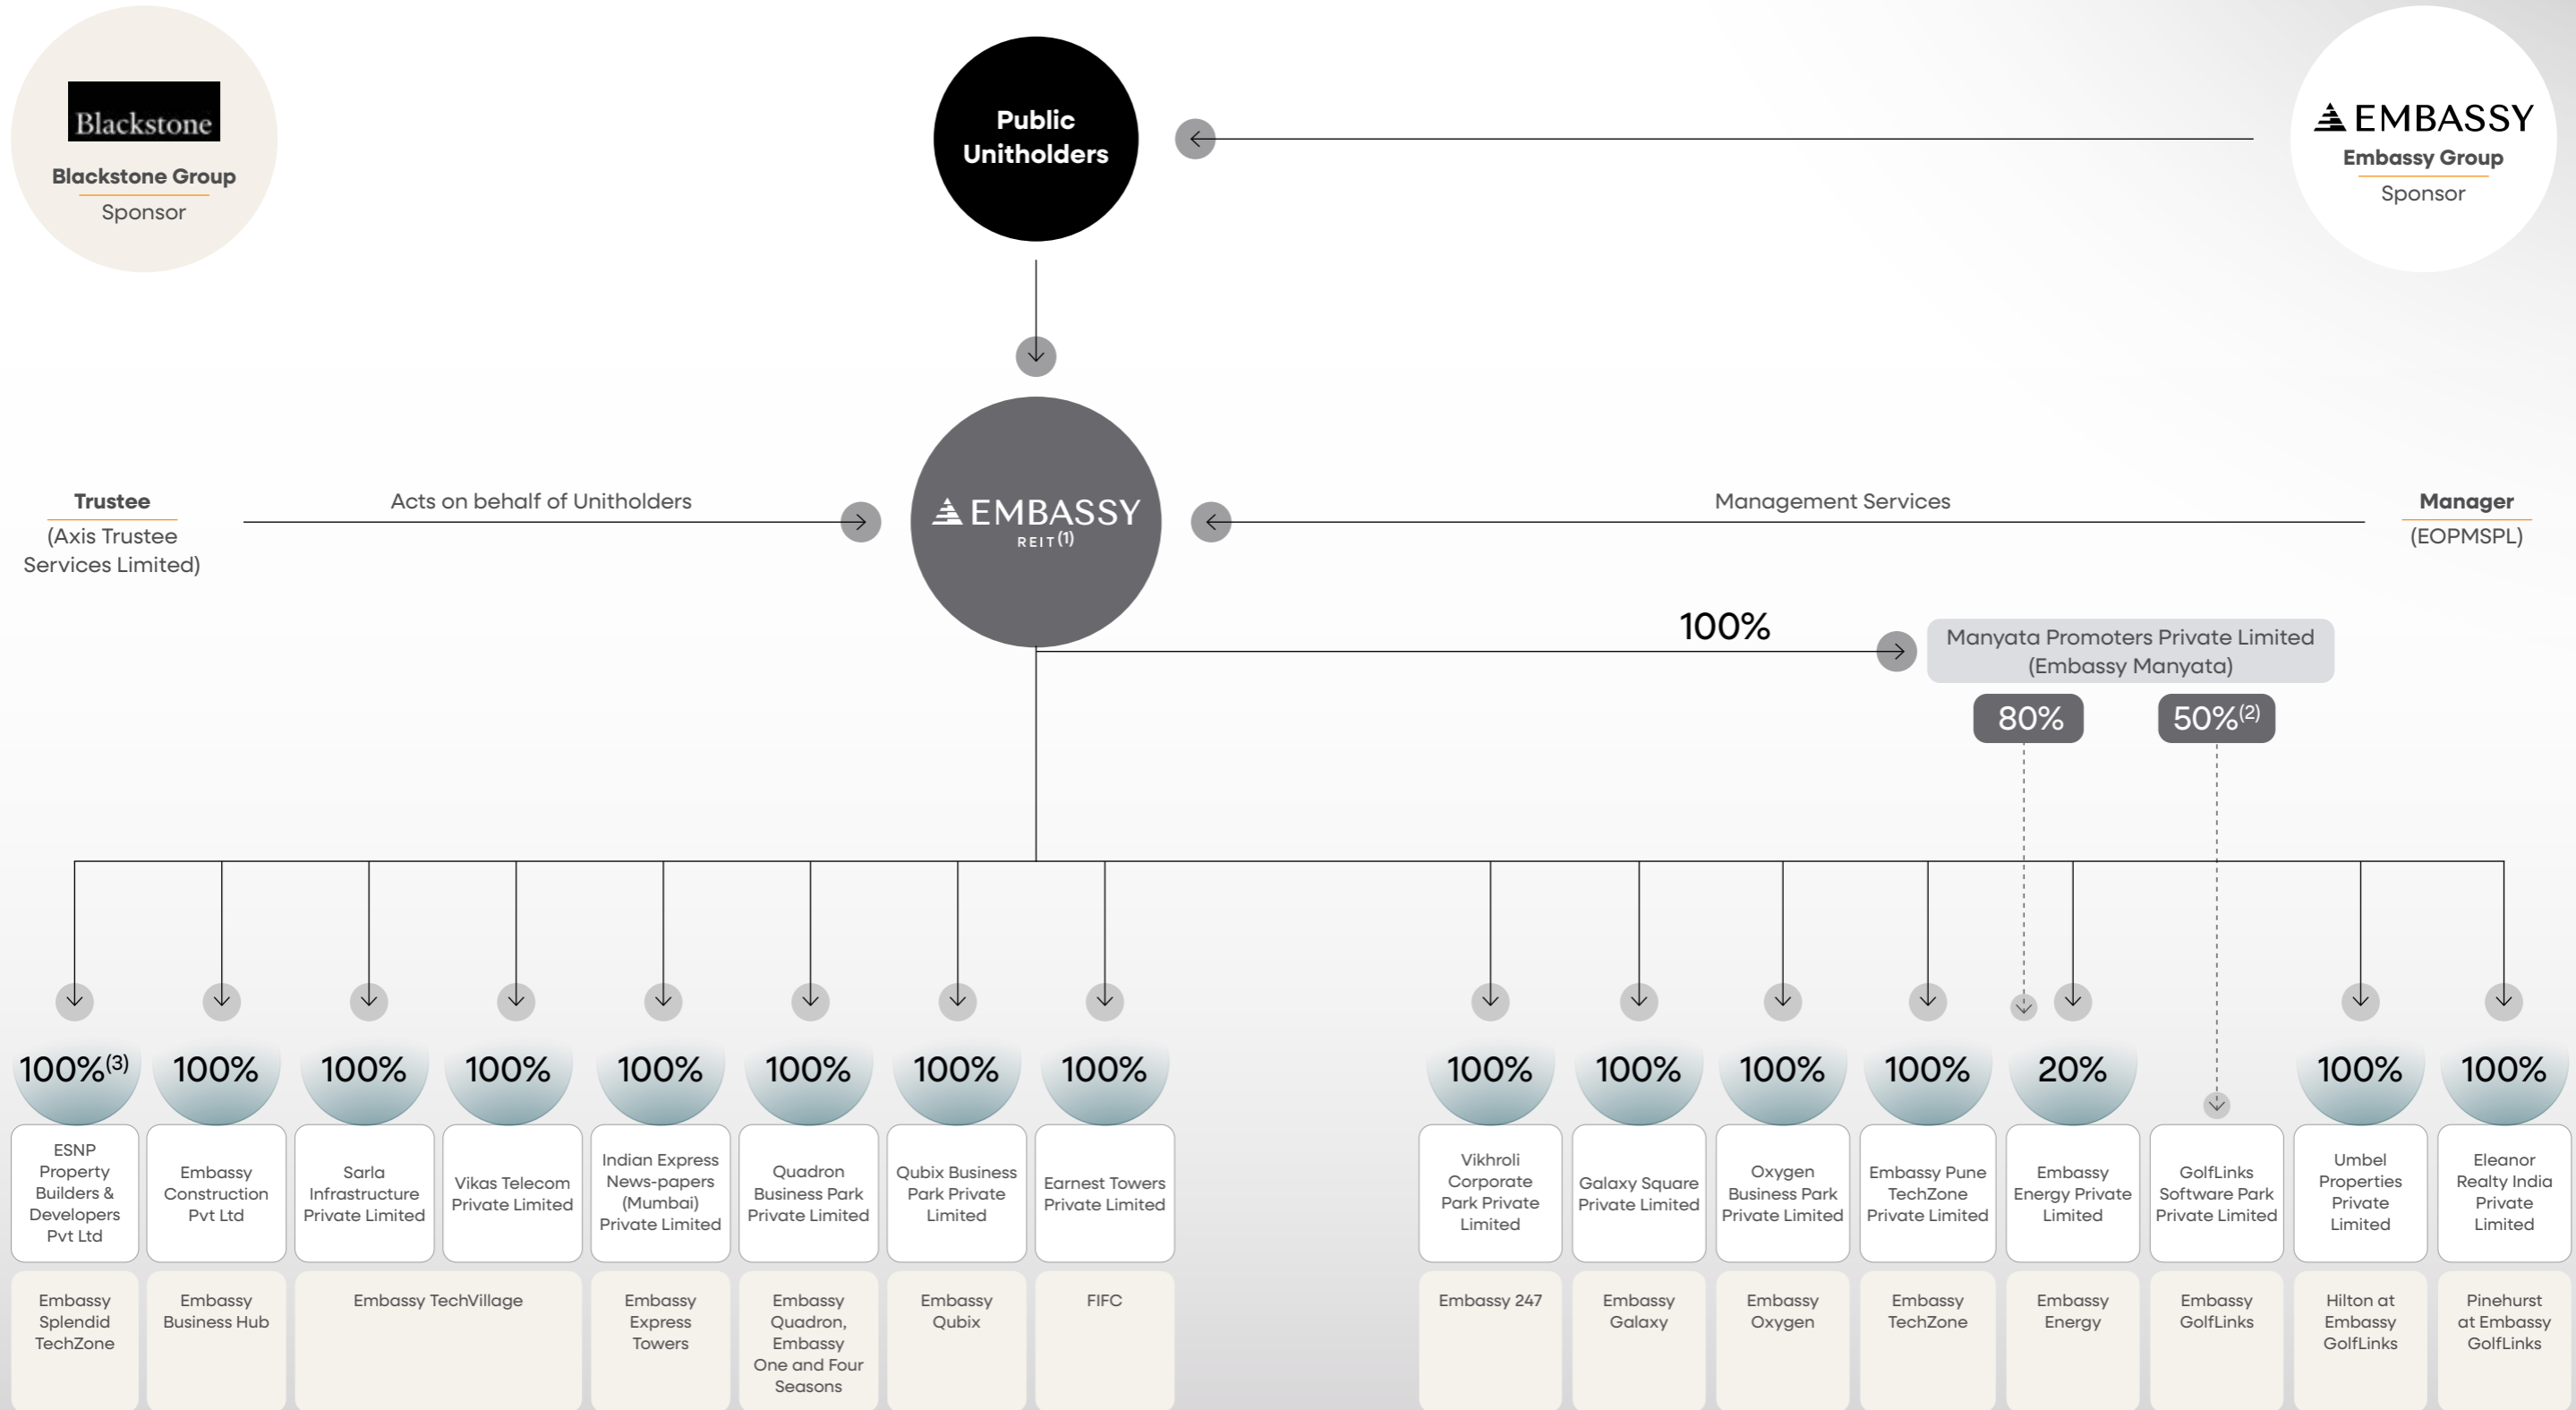 Blackstone
Blackstone Group
Sponsor
Public
Unitholders
EMBASSY
Embassy Group
Sponsor
Trustee
(Axis Trustee
Services Limited)
Acts on behalf of Unitholders
EMBASSY
REIT(1)
Management Services
Manager
(EOPMSPL)
100%
Manyata Promoters Private Limited
(Embassy Manyata)
80%
50%(2)
100%(3)
100%
100%
100%
100%
100%
100%
100%
100%
100%
100%
100%
20%
100%
100%
ESNP
Property
Builders &
Developers
Pvt Ltd
Embassy
Construction
Pvt Ltd
Sarla
Infrastructure
Private Limited
Vikas Telecom
Private Limited
Indian Express
News-papers
(Mumbai)
Private Limited
Quadron
Business Park
Private Limited
Qubix Business
Park Private
Limited
Earnest Towers
Private Limited
Vikhroli
Corporate
Park Private
Limited
Galaxy Square
Private Limited
Oxygen
Business Park
Private Limited
Embassy Pune
TechZone
Private Limited
Embassy
Energy Private
Limited
GolfLinks
Software Park
Private Limited
Umbel
Properties
Private
Limited
Eleanor
Realty India
Private
Limited
Embassy
Splendid
TechZone
Embassy
Business Hub
Embassy TechVillage
Embassy
Express
Towers
Embassy
Quadron,
Embassy
One and Four
Seasons
Embassy
Qubix
FIFC
Embassy 247
Embassy
Galaxy
Embassy
Oxygen
Embassy
TechZone
Embassy
Energy
Embassy
GolfLinks
Hilton at
Embassy
GolfLinks
Pinehurst
at Embassy
GolfLinks